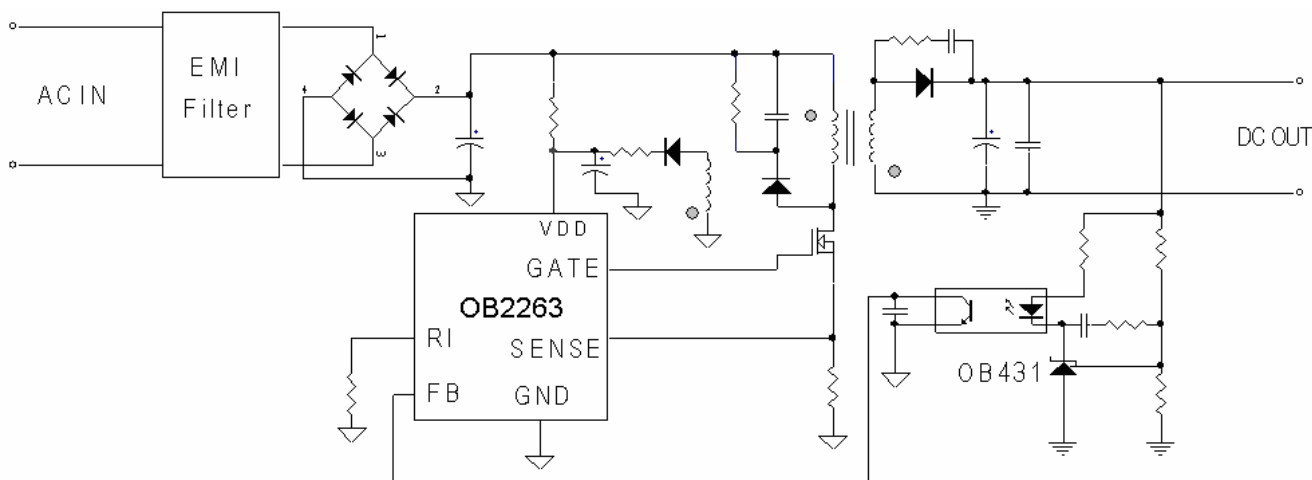 1
EMI
Filter
AC IN
4
2
3
DC OUT
VDD
GATE
OB2263
RI
SENSE
FB
GND
OB431